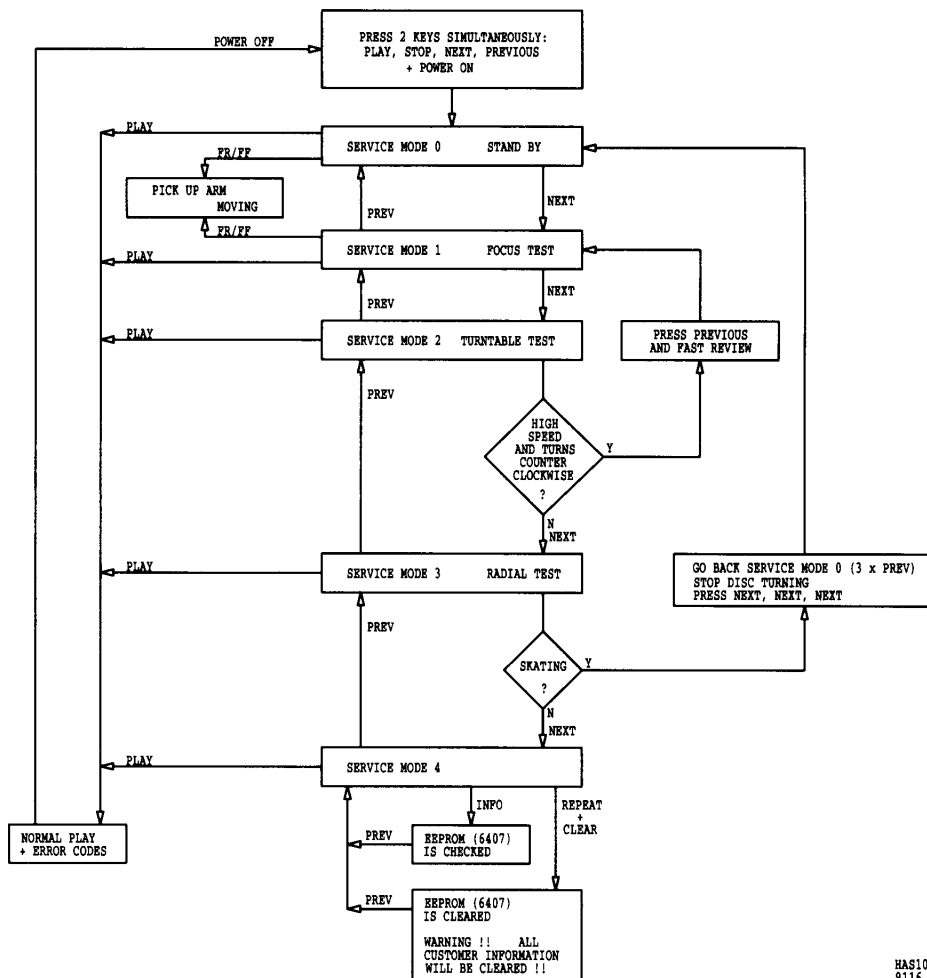 POWER OFF
PRESS 2 KEYS SIMULTANEOUSLY:
PLAY, STOP, NEXT, PREVIOUS
+ POWER ON
PLAY
SERVICE MODE 0 STAND BY
FR/FF
PICK UP ARM
MOVING
PREV
NEXT
FR/FF
SERVICE MODE 1 FOCUS TEST
PLAY
PREV
NEXT
PLAY
SERVICE MODE 2 TURNTABLE TEST
PRESS PREVIOUS
AND FAST REVIEW
PREV
HIGH
SPEED
AND TURNS
COUNTER
CLOCKWISE
?
Y
N
NEXT
PLAY
SERVICE MODE 3 RADIAL TEST
GO BACK SERVICE MODE 0 (3 x PREV)
STOP DISC TURNING
PRESS NEXT, NEXT, NEXT
PREV
SKATING
?
Y
N
NEXT
PLAY
SERVICE MODE 4
INFO
REPEAT
+
CLEAR
NORMAL PLAY
+ ERROR CODES
PREV
EEPROM (6407)
IS CHECKED
PREV
EEPROM (6407)
IS CLEARED
WARNING !! ALL
CUSTOMER INFORMATION
WILL BE CLEARED !!
HAS10
9116